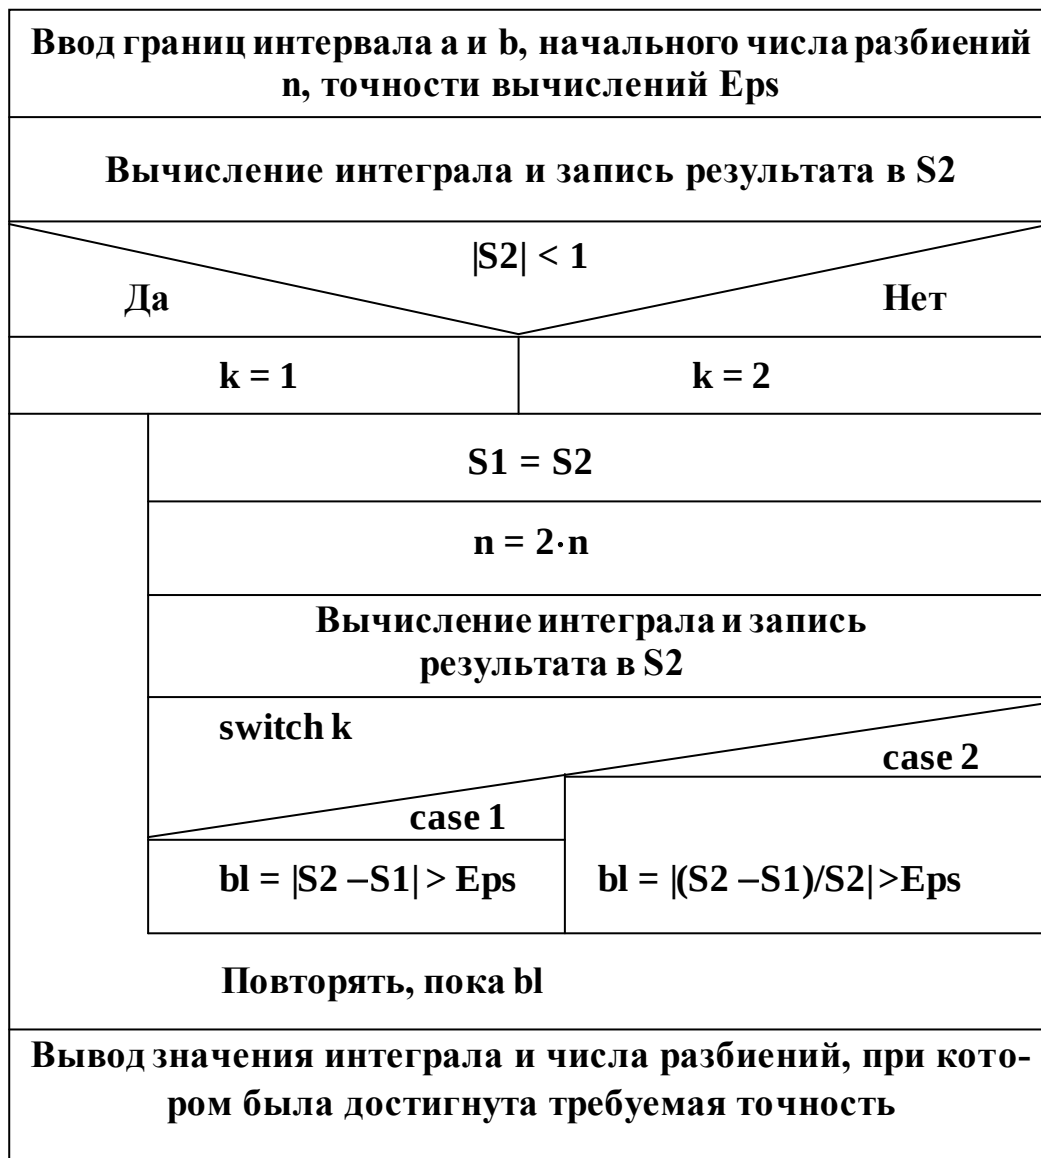 Ввод границ интервала a и b, начального числа разбиений
n, точности вычислений Eps
Вычисление интеграла и запись результата в S2
|S2| < 1
Да
Нет
k = 1
k = 2
S1 = S2
n = 2·n
Вычисление интеграла и запись
результата в S2
switch k
case 2
case 1
bl = |S2 –S1| > Eps
bl = |(S2 –S1)/S2| >Eps
Повторять, пока bl
Вывод значения интеграла и числа разбиений, при кото-
ром была достигнута требуемая точность